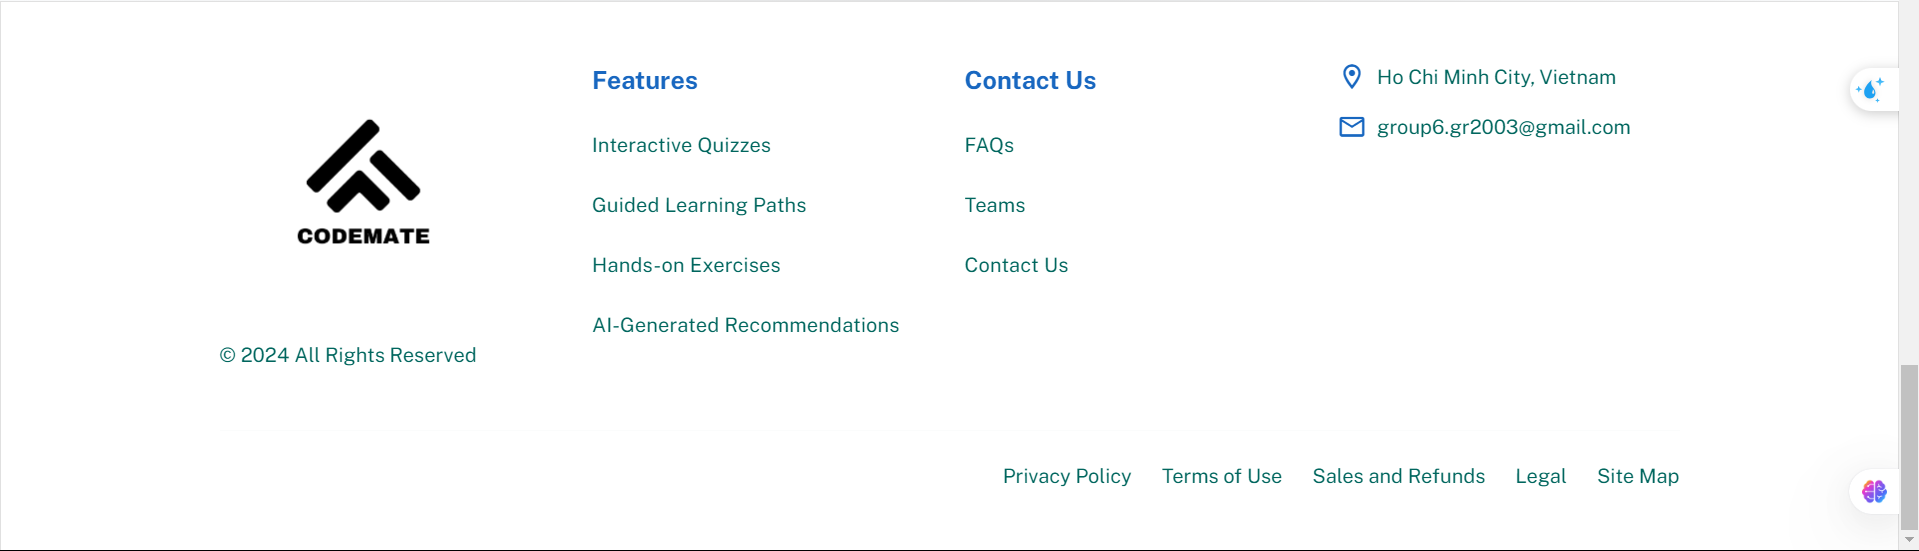 CODEMATE
© 2024 All Rights Reserved
Features
Interactive Quizzes
Guided Learning Paths
Hands-on Exercises
AI-Generated Recommendations
Contact Us
FAQs
Teams
Contact Us
Ho Chi Minh City, Vietnam
group6.gr2003@gmail.com
Privacy Policy Terms of Use Sales and Refunds Legal Site Map